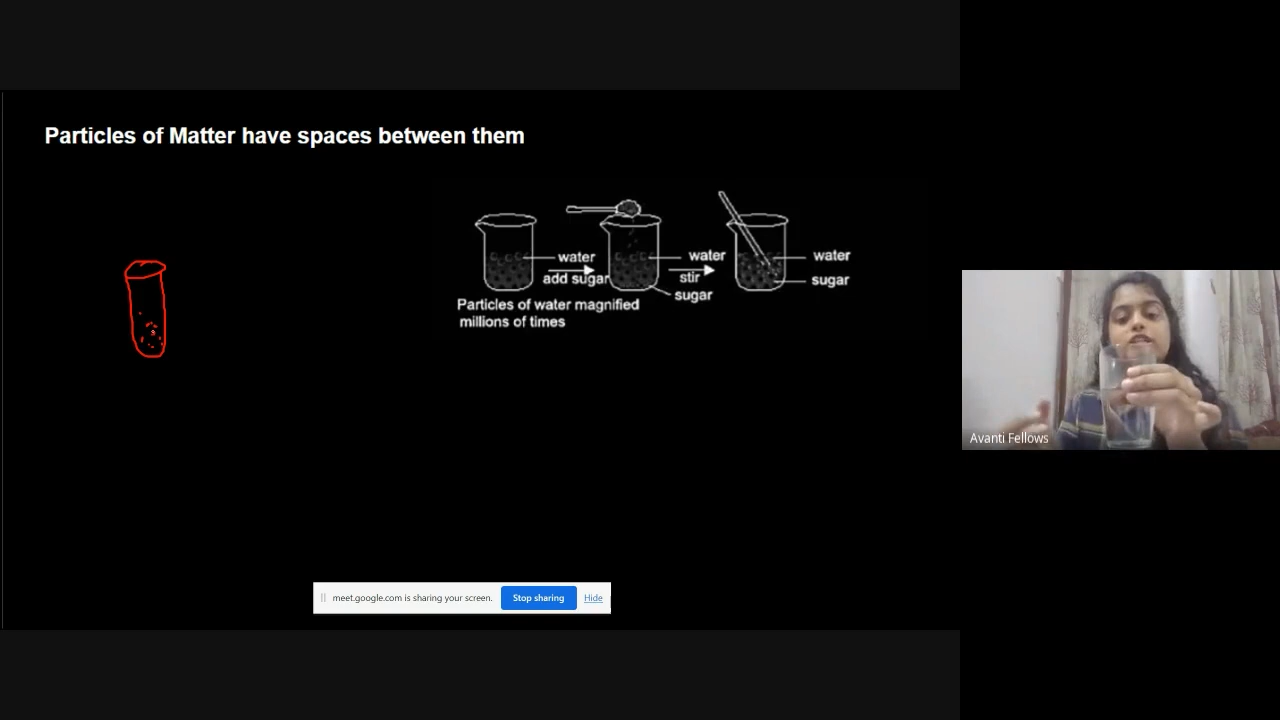 Particles of Matter have spaces between them
water
add sugar
water
stir
sugar
water
sugar
Particles of water magnified
millions of times
Avanti Fellows
meet.google.com is sharing your screen. Stop sharing Hide